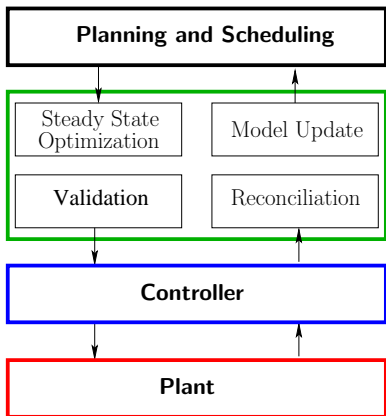 Planning and Scheduling
Steady State
Optimization
Model Update
Validation
Reconciliation
Controller
Plant